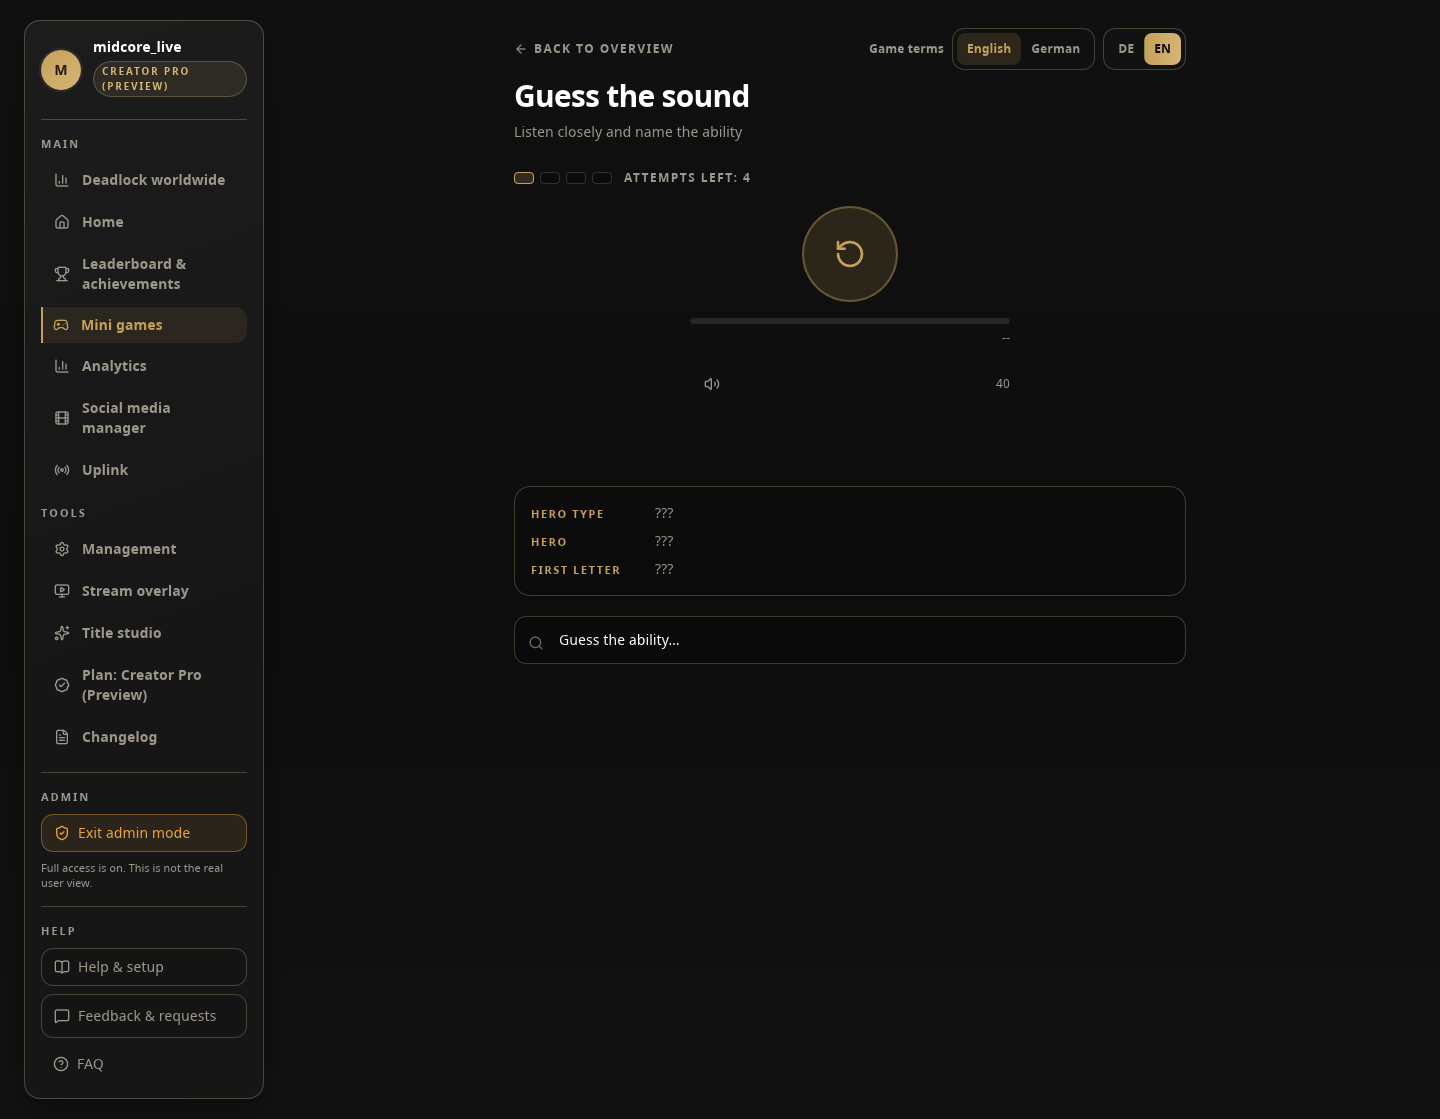 M
midcore_live
CREATOR PRO
(PREVIEW)
MAIN
Deadlock worldwide
Home
Leaderboard &
achievements
Mini games
Analytics
Social media
manager
Uplink
TOOLS
Management
Stream overlay
Title studio
Plan: Creator Pro
(Preview)
Changelog
ADMIN
Exit admin mode
Full access is on. This is not the real
user view.
HELP
Help & setup
Feedback & requests
FAQ
BACK TO OVERVIEW
Game terms English German DE EN
Guess the sound
Listen closely and name the ability
ATTEMPTS LEFT: 4
--
40
HERO TYPE ???
HERO ???
FIRST LETTER ???
Guess the ability...